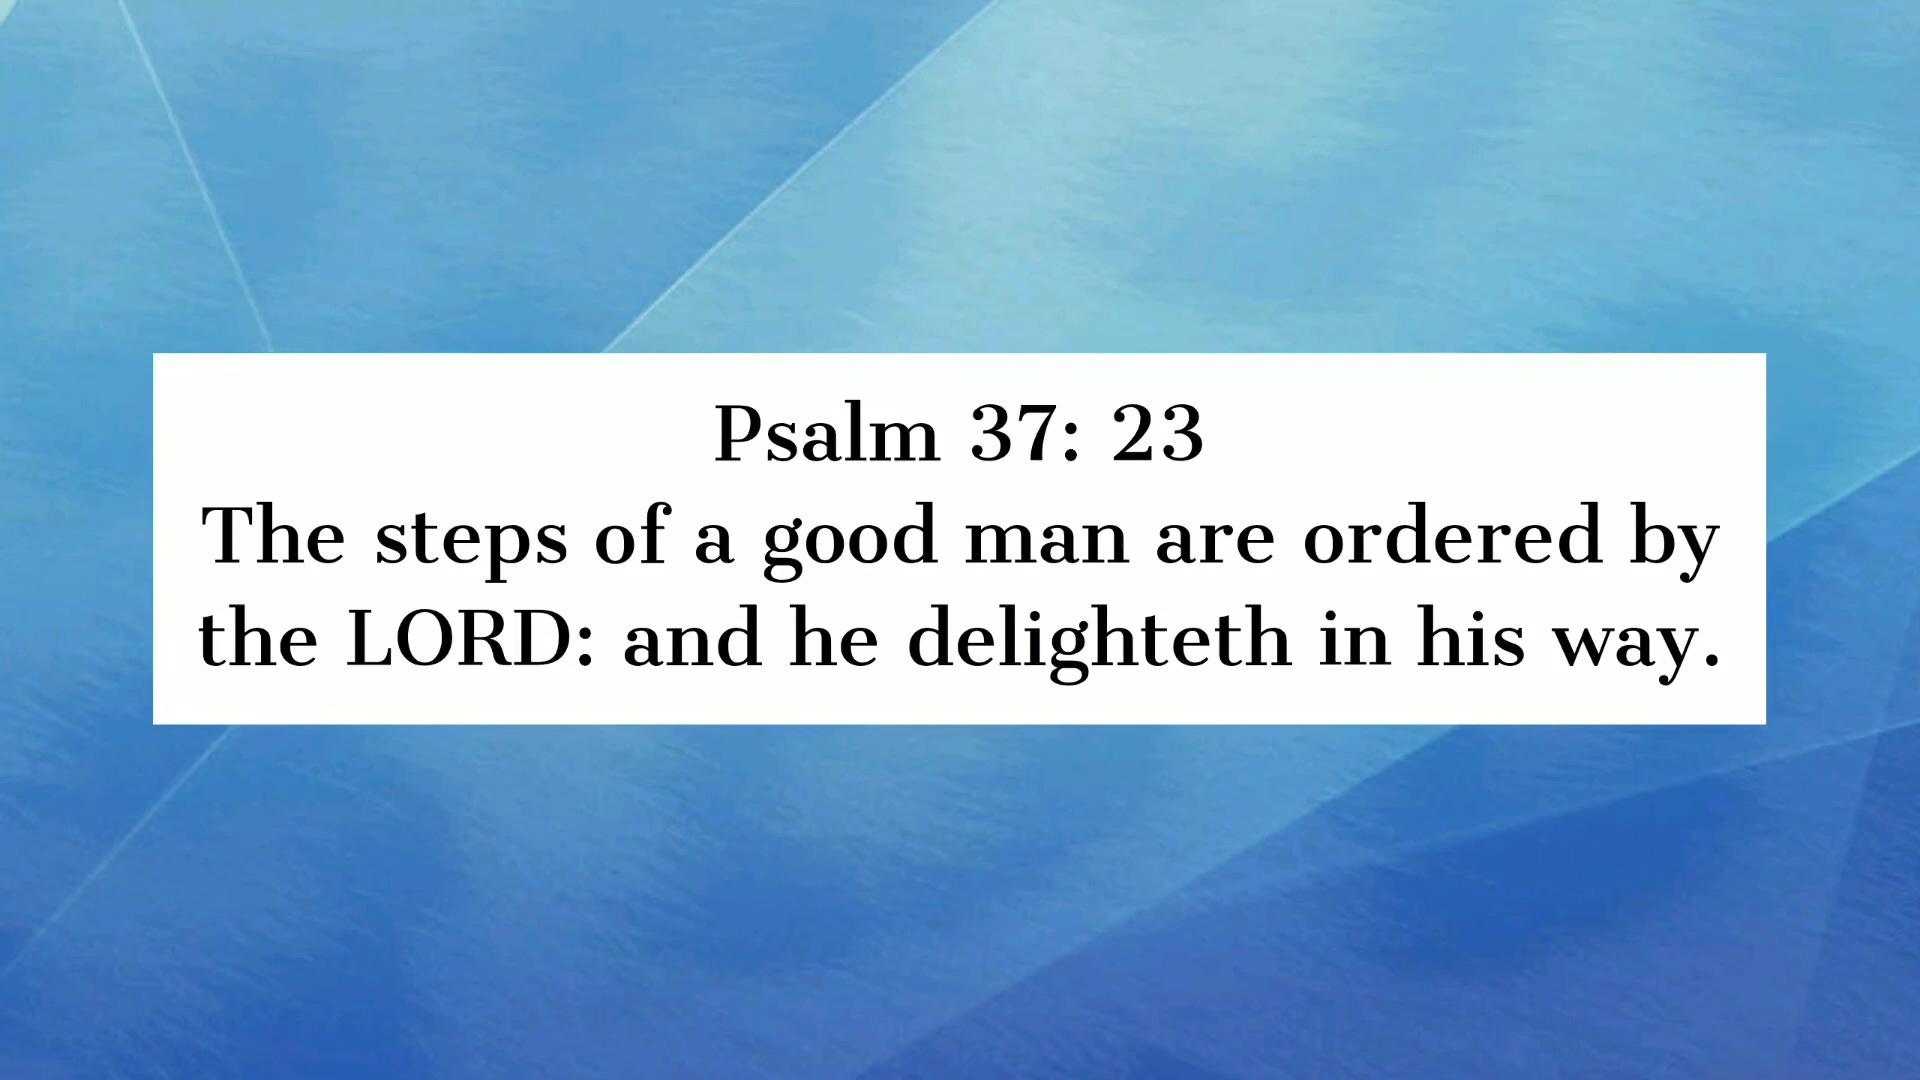 Psalm 37: 23
The steps of a good man are ordered by
the LORD: and he delighteth in his way.